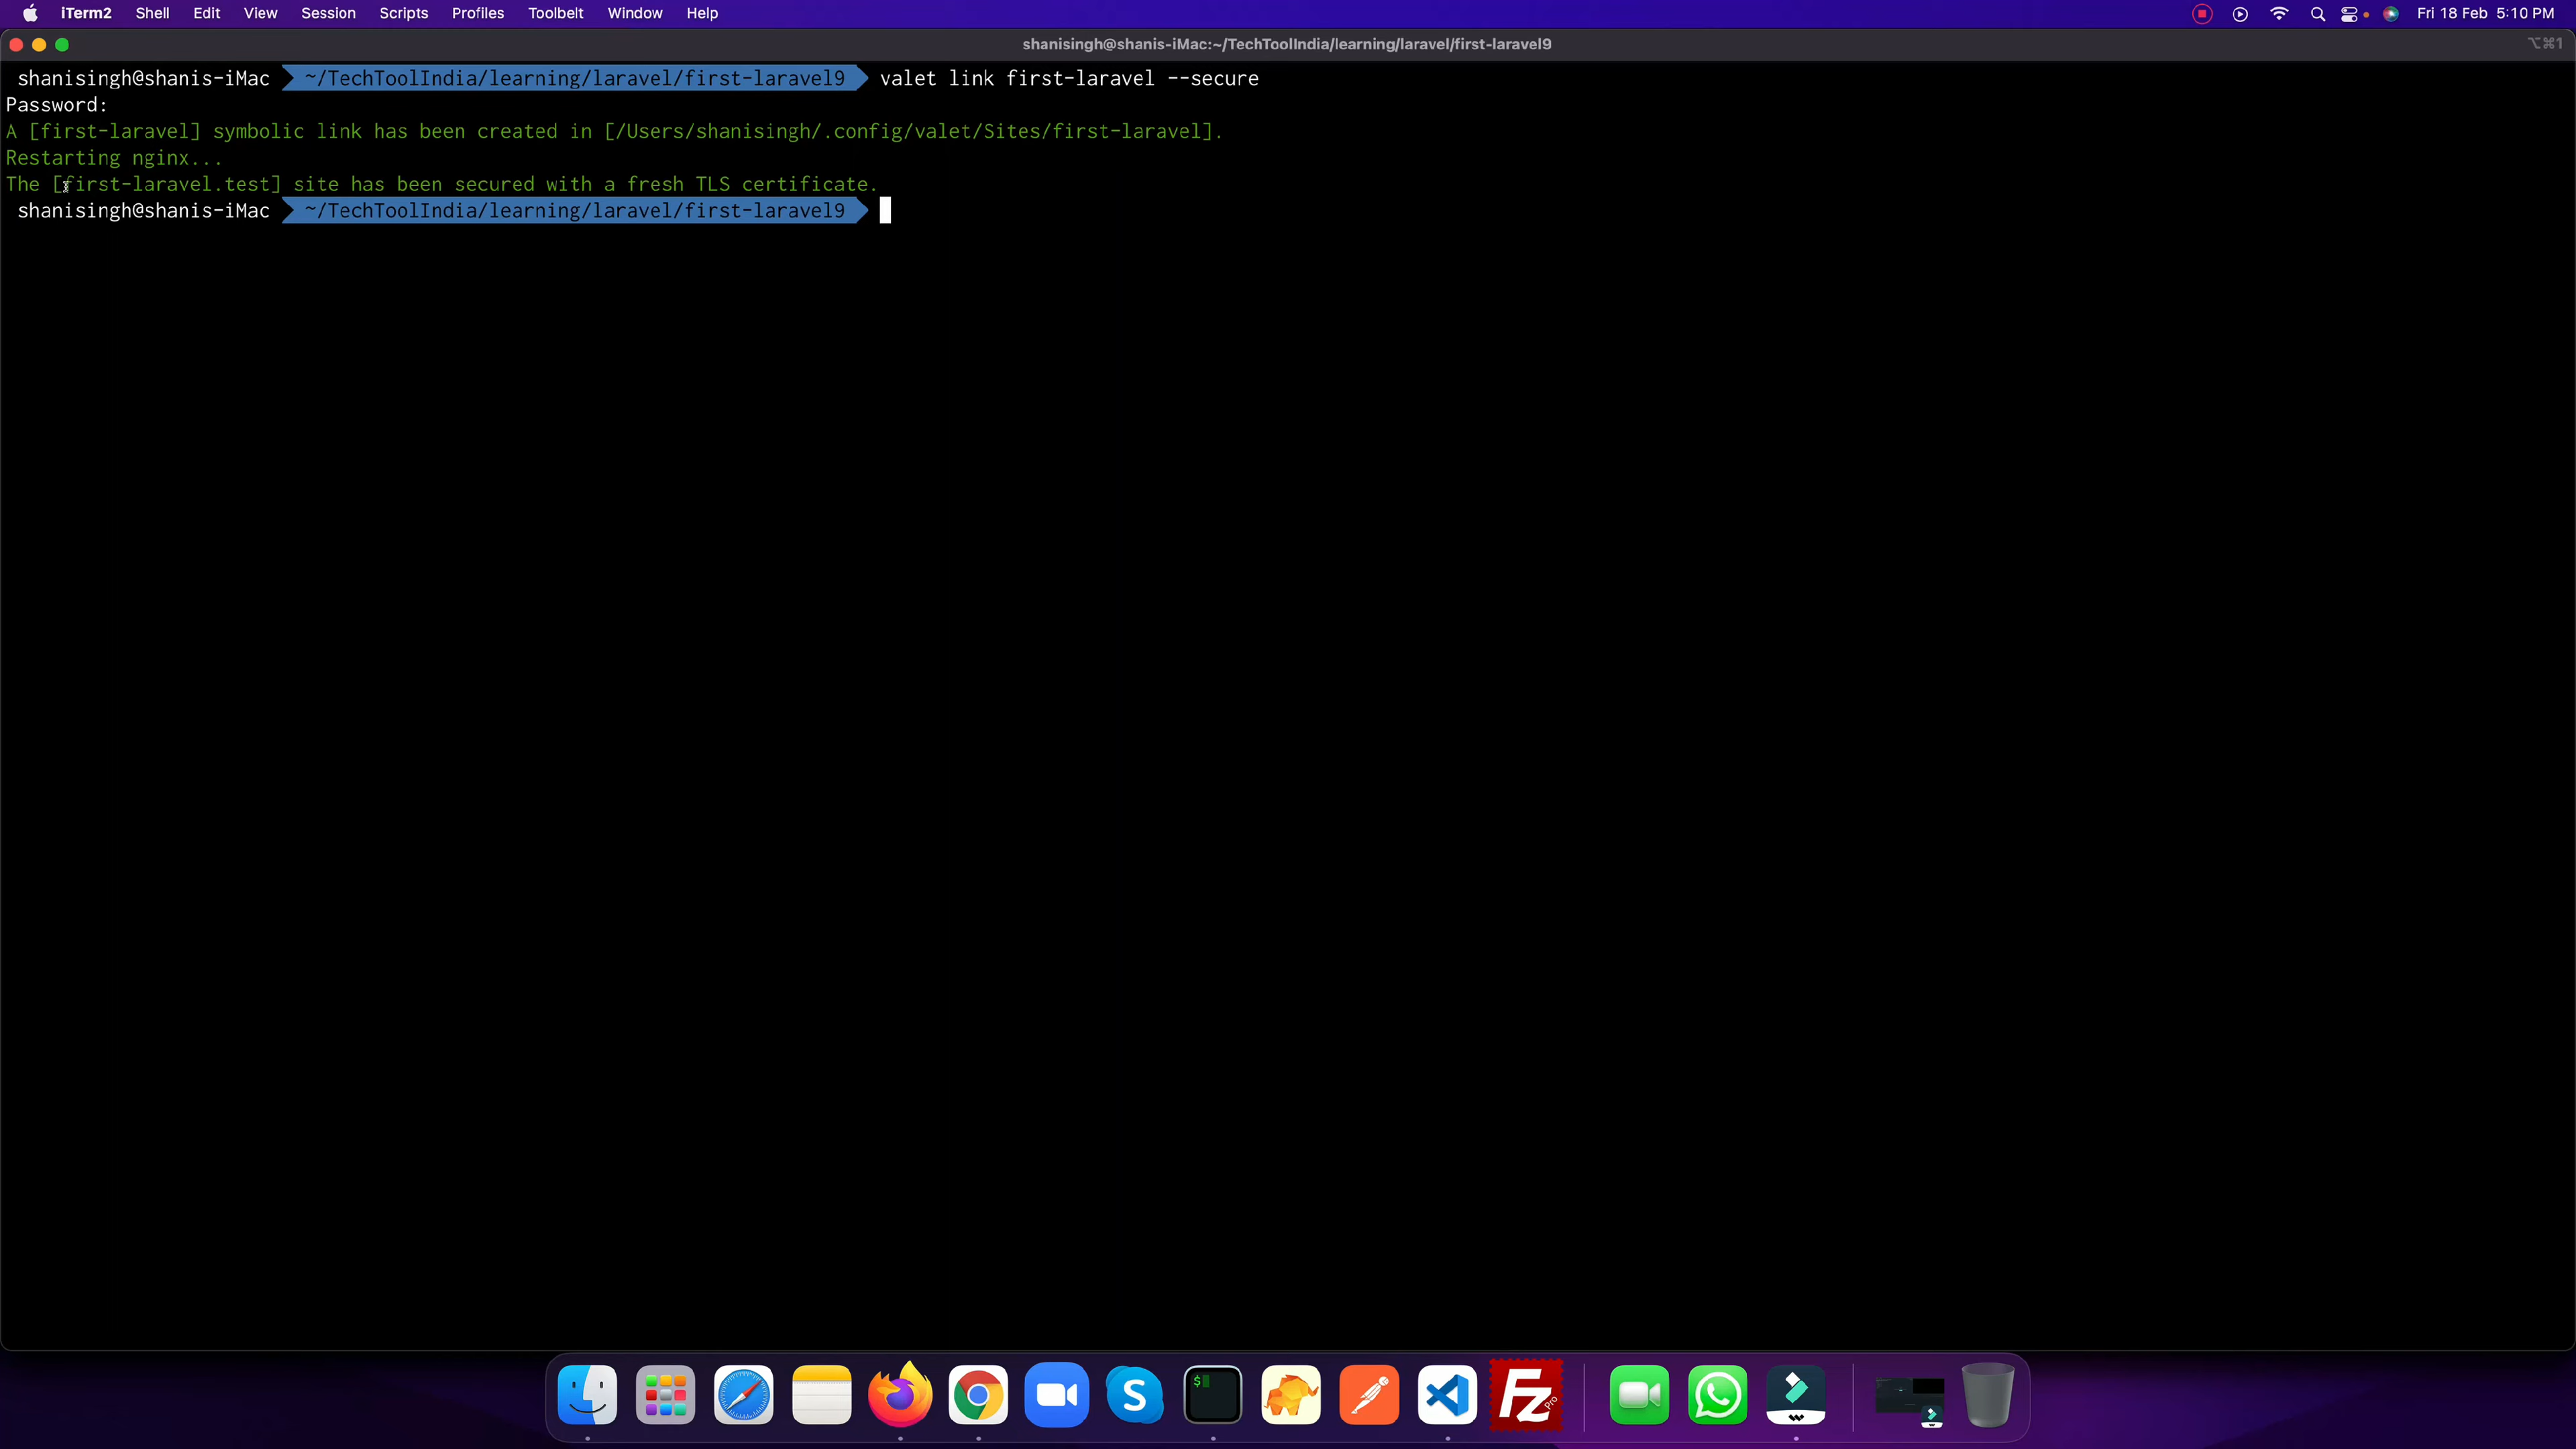 iTerm2 Shell Edit View Session Scripts Profiles Toolbelt Window Help Fri 18 Feb 5:10 PM
shanisingh@shanis-iMac:~/TechToolIndia/learning/laravel/first-laravel9 ⌥⌘1
shanisingh@shanis-iMac ~/TechToolIndia/learning/laravel/first-laravel9 valet link first-laravel --secure
Password:
A [first-laravel] symbolic link has been created in [/Users/shanisingh/.config/valet/Sites/first-laravel].
Restarting nginx...
The [first-laravel.test] site has been secured with a fresh TLS certificate.
shanisingh@shanis-iMac ~/TechToolIndia/learning/laravel/first-laravel9
S $ Fz Pro